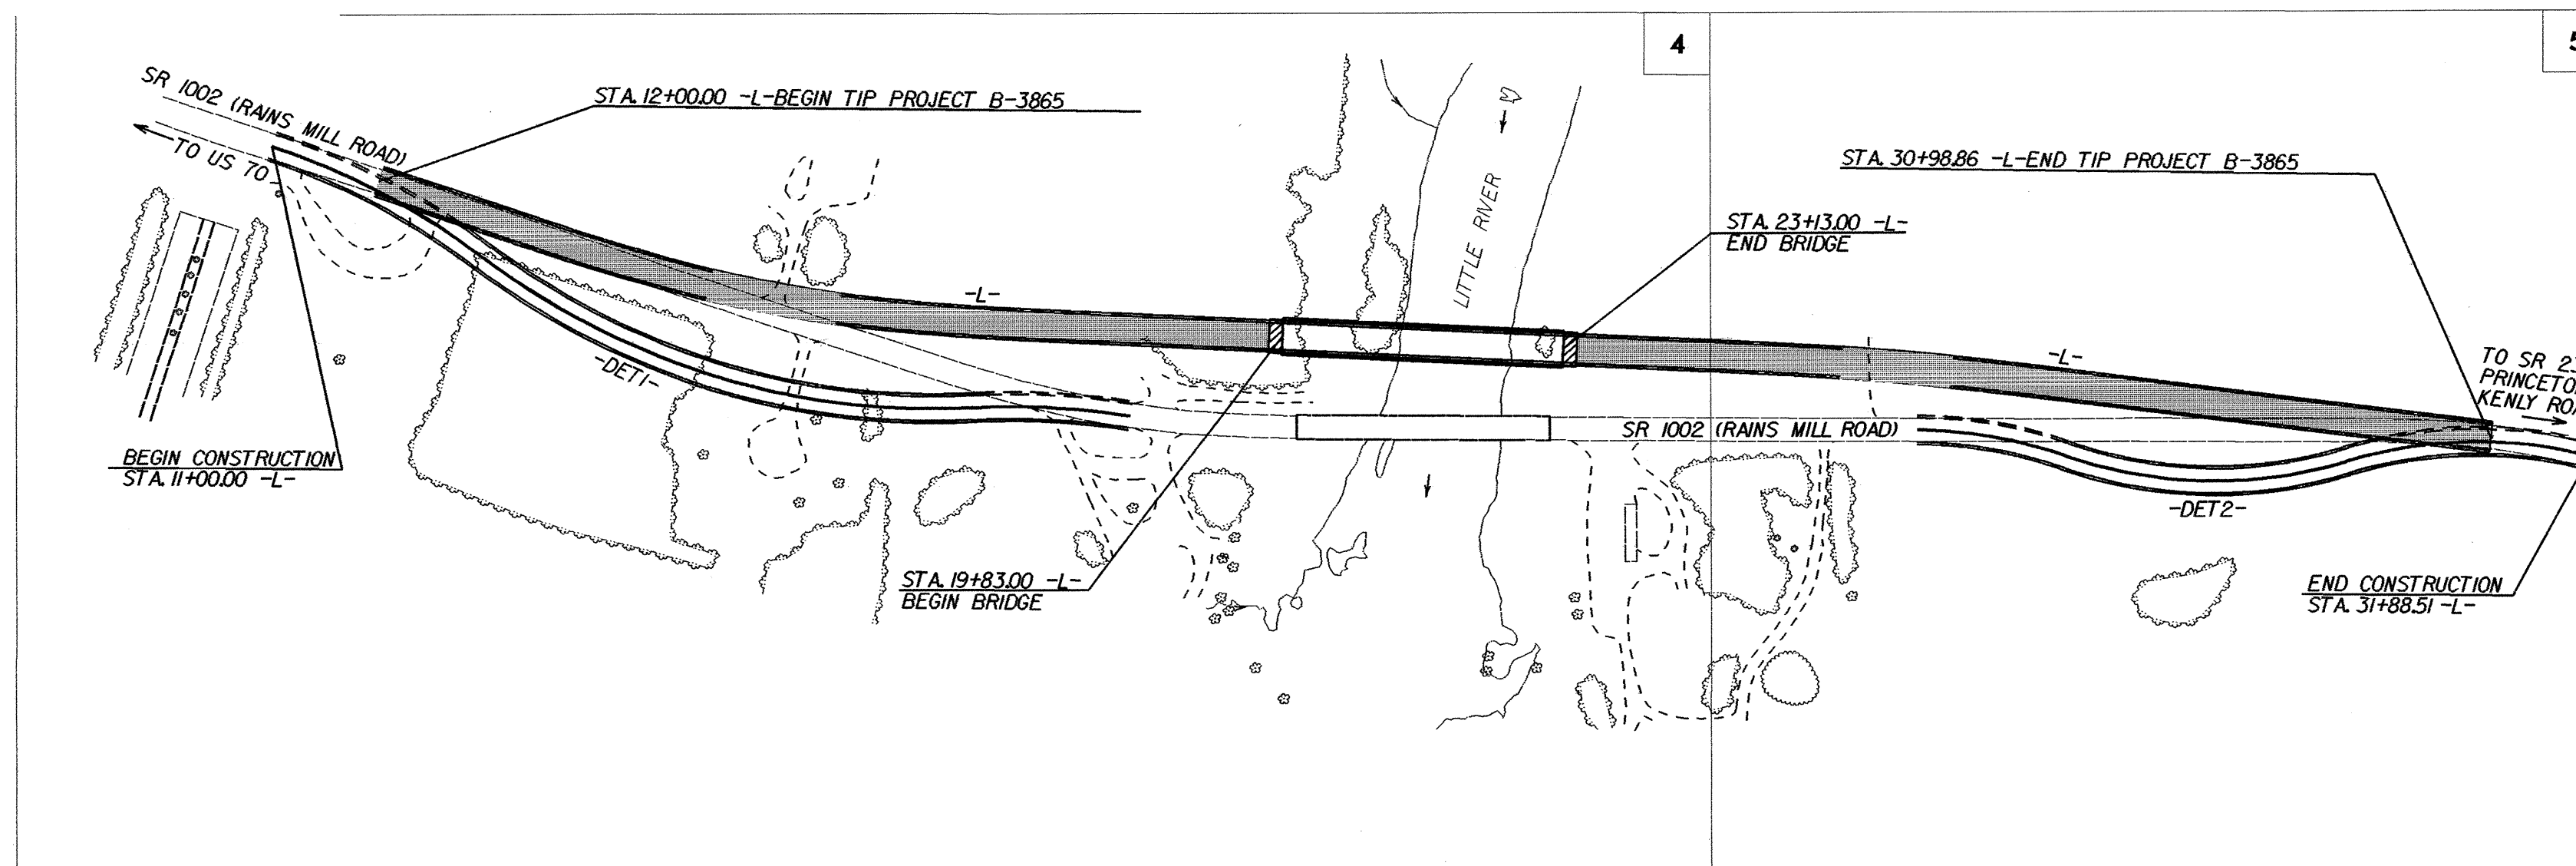 4
5
SR 1002 (RAINS MILL ROAD)
TO US 70
STA. 12+00.00 -L- BEGIN TIP PROJECT B-3865
STA. 30+98.86 -L- END TIP PROJECT B-3865
STA. 23+13.00 -L-
END BRIDGE
LITTLE RIVER
-L-
-L-
TO SR 23
PRINCETO
KENLY RO
-DET1-
SR 1002 (RAINS MILL ROAD)
BEGIN CONSTRUCTION
STA. 11+00.00 -L-
-DET2-
STA. 19+83.00 -L-
BEGIN BRIDGE
END CONSTRUCTION
STA. 31+88.51 -L-